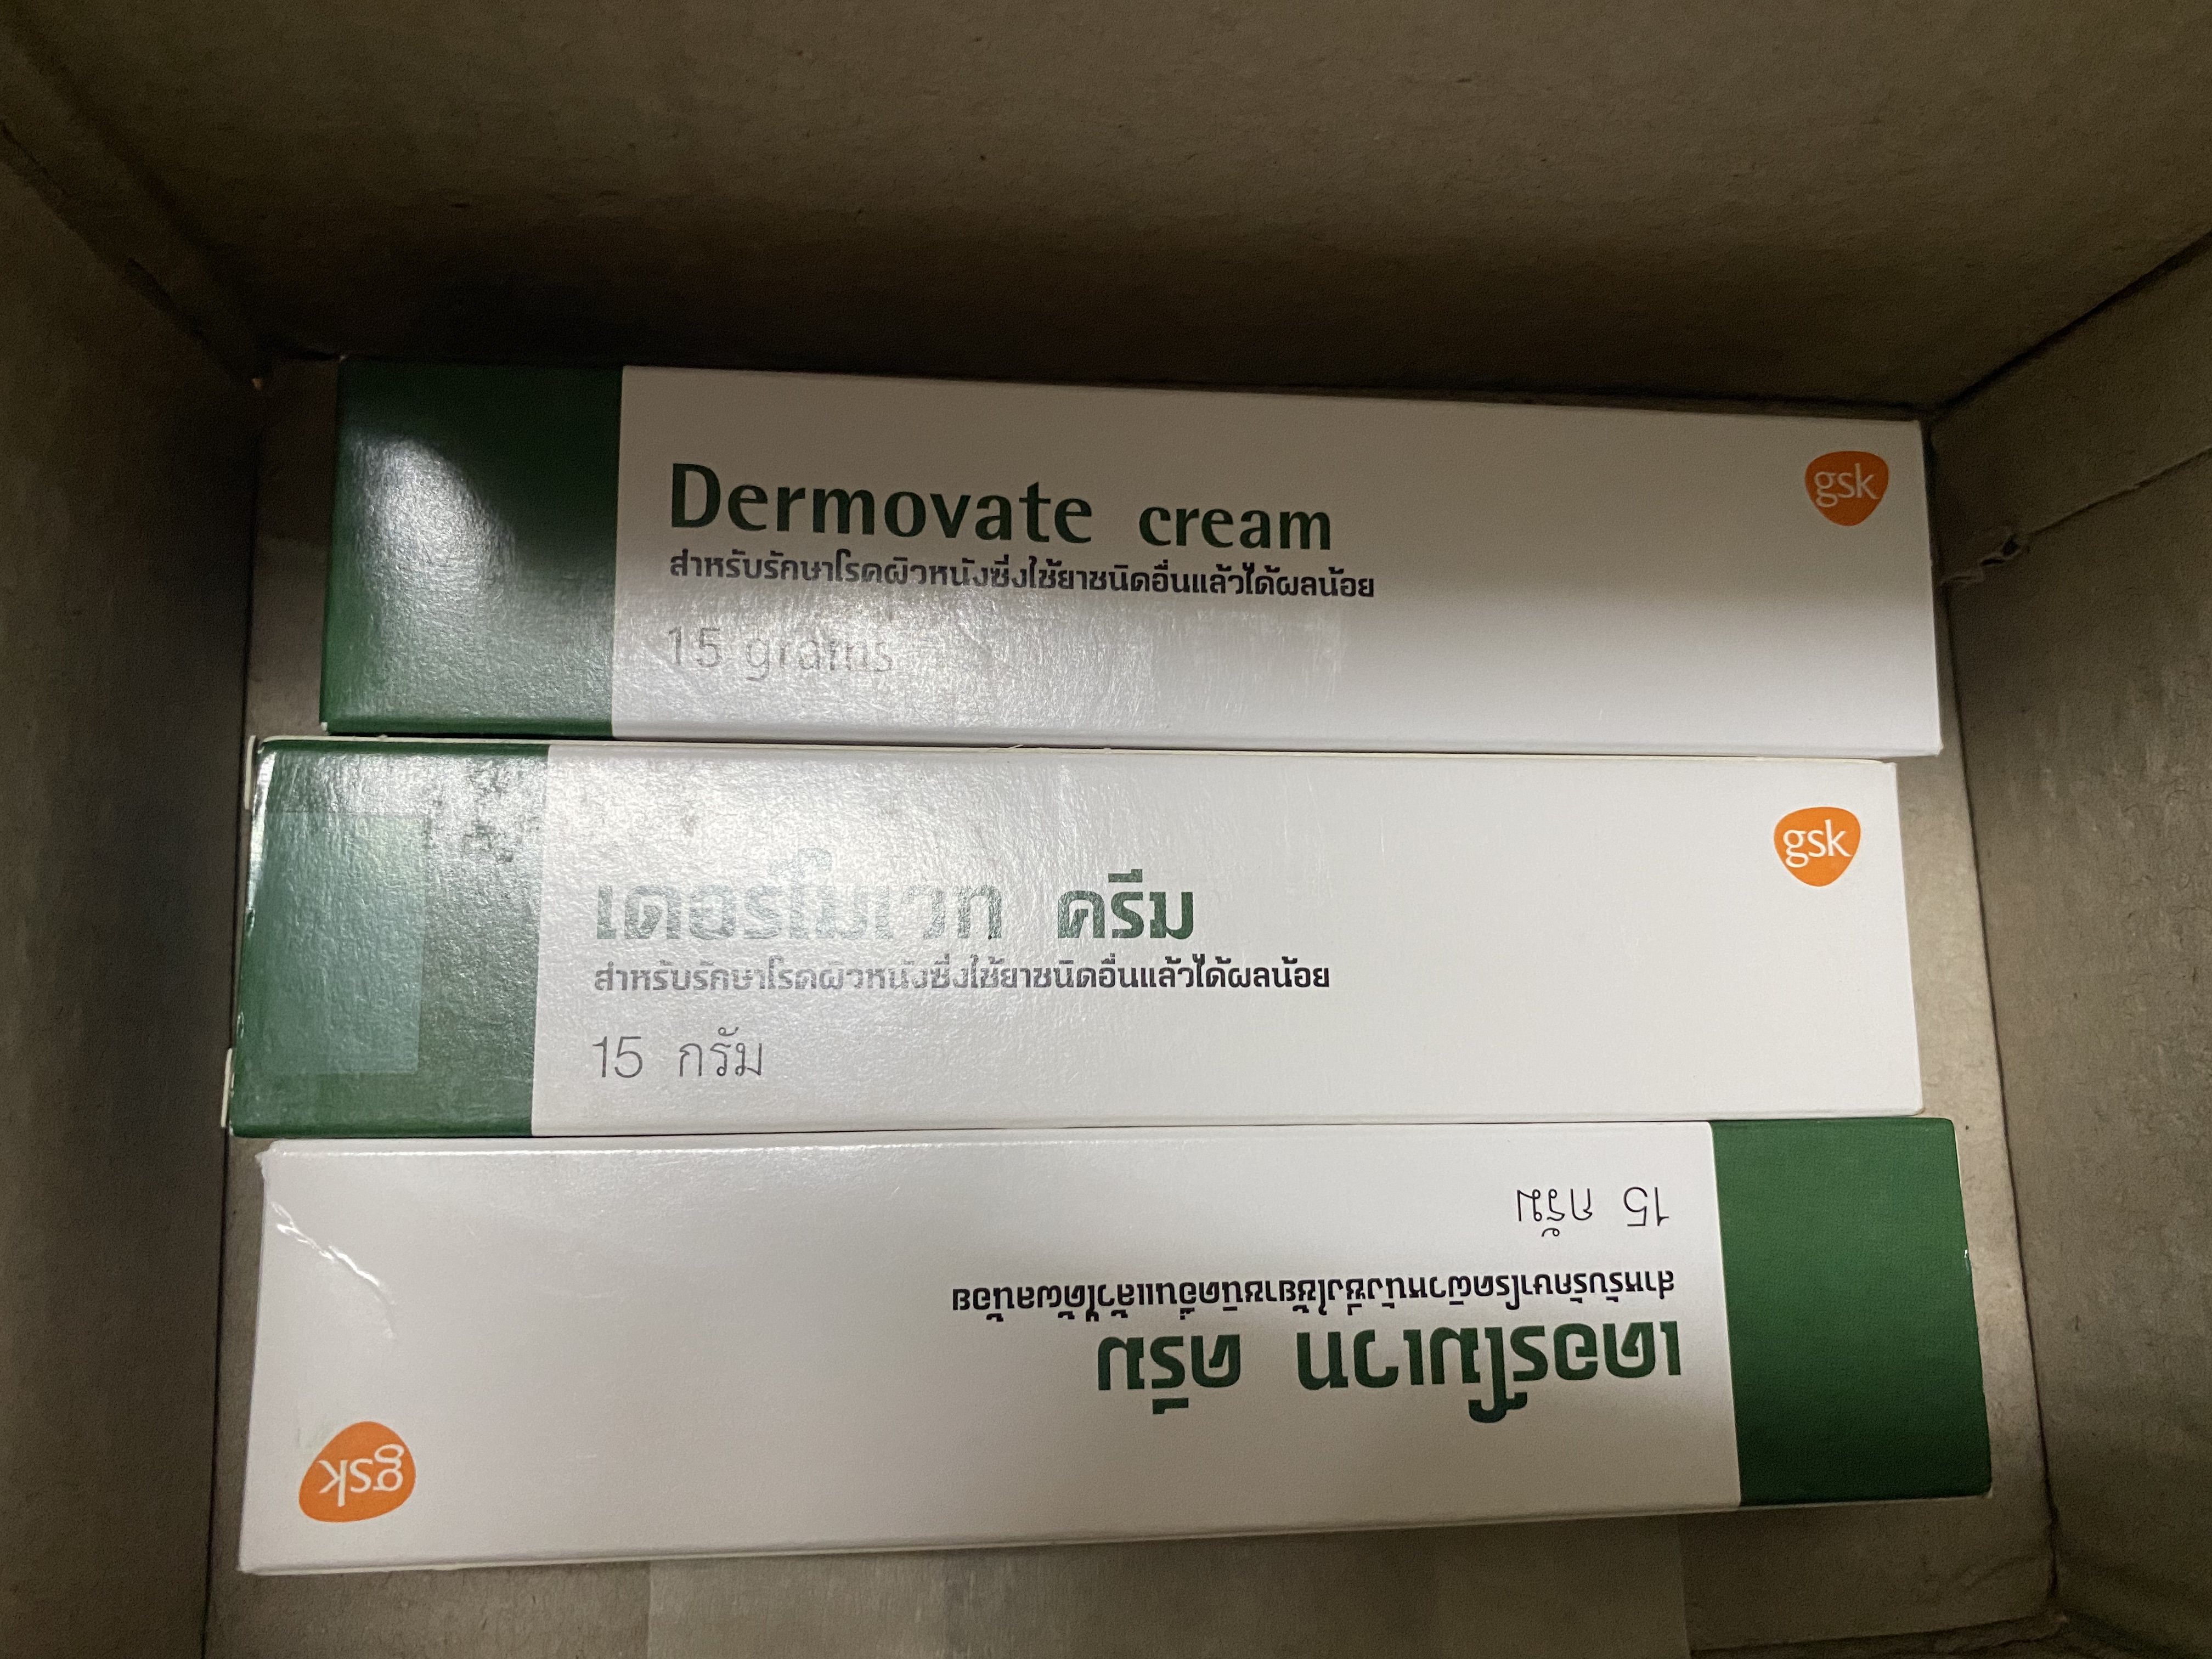 Dermovate cream
สำหรับรักษาโรคผิวหนังซึ่งใช้ยาชนิดอื่นแล้วได้ผลน้อย
15 grams
gsk
เดอร์โมเวท ครีม
สำหรับรักษาโรคผิวหนังซึ่งใช้ยาชนิดอื่นแล้วได้ผลน้อย
15 กรัม
gsk
เดอร์โมเวท ครีม
สำหรับรักษาโรคผิวหนังซึ่งใช้ยาชนิดอื่นแล้วได้ผลน้อย
15 กรัม
gsk